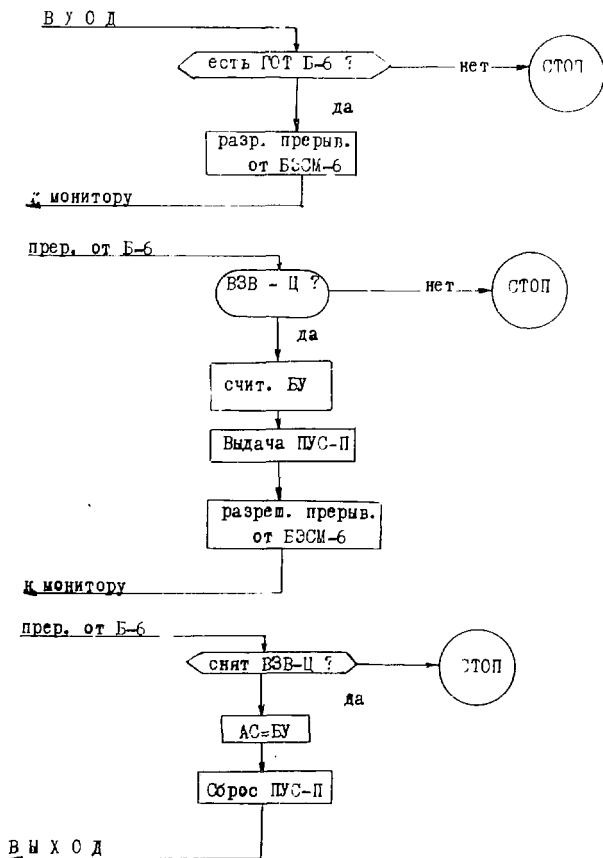 В У О Д
есть ГОТ Б-6 ?
нет
СТОП
да
разр. прерыв.
от БЭСМ-6
К монитору
прер. от Б-6
ВЗВ - Ц ?
нет
СТОП
да
счит. БУ
Выдача ПУС-П
разреш. прерыв.
от БЭСМ-6
к монитору
прер. от Б-6
снят ВЗВ-Ц ?
СТОП
да
АС=БУ
Сброс ПУС-П
В Ы Х О Д